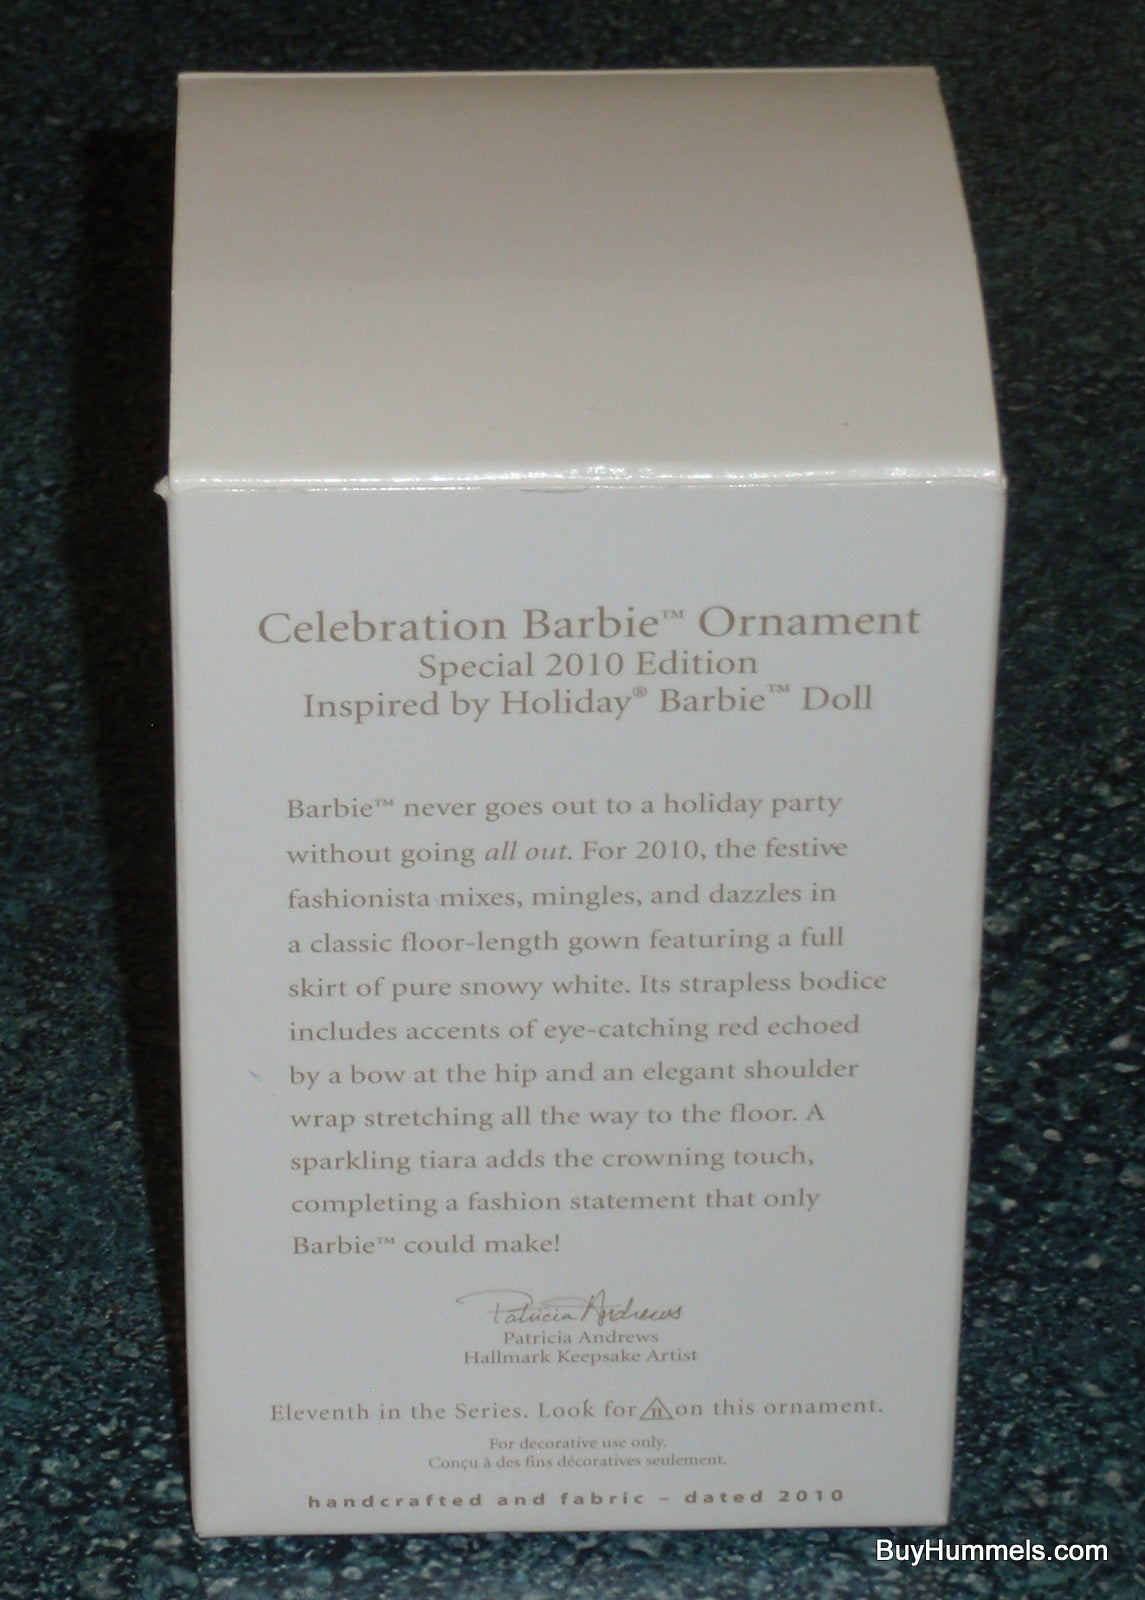 Celebration Barbie™ Ornament
Special 2010 Edition
Inspired by Holiday® Barbie™ Doll
Barbie™ never goes out to a holiday party
without going all out. For 2010, the festive
fashionista mixes, mingles, and dazzles in
a classic floor-length gown featuring a full
skirt of pure snowy white. Its strapless bodice
includes accents of eye-catching red echoed
by a bow at the hip and an elegant shoulder
wrap stretching all the way to the floor. A
sparkling tiara adds the crowning touch,
completing a fashion statement that only
Barbie™ could make!
Patricia Andrews
Patricia Andrews
Hallmark Keepsake Artist
Eleventh in the Series. Look for 11 on this ornament.
For decorative use only.
Conçu à des fins décoratives seulement.
handcrafted and fabric – dated 2010
BuyHummels.com